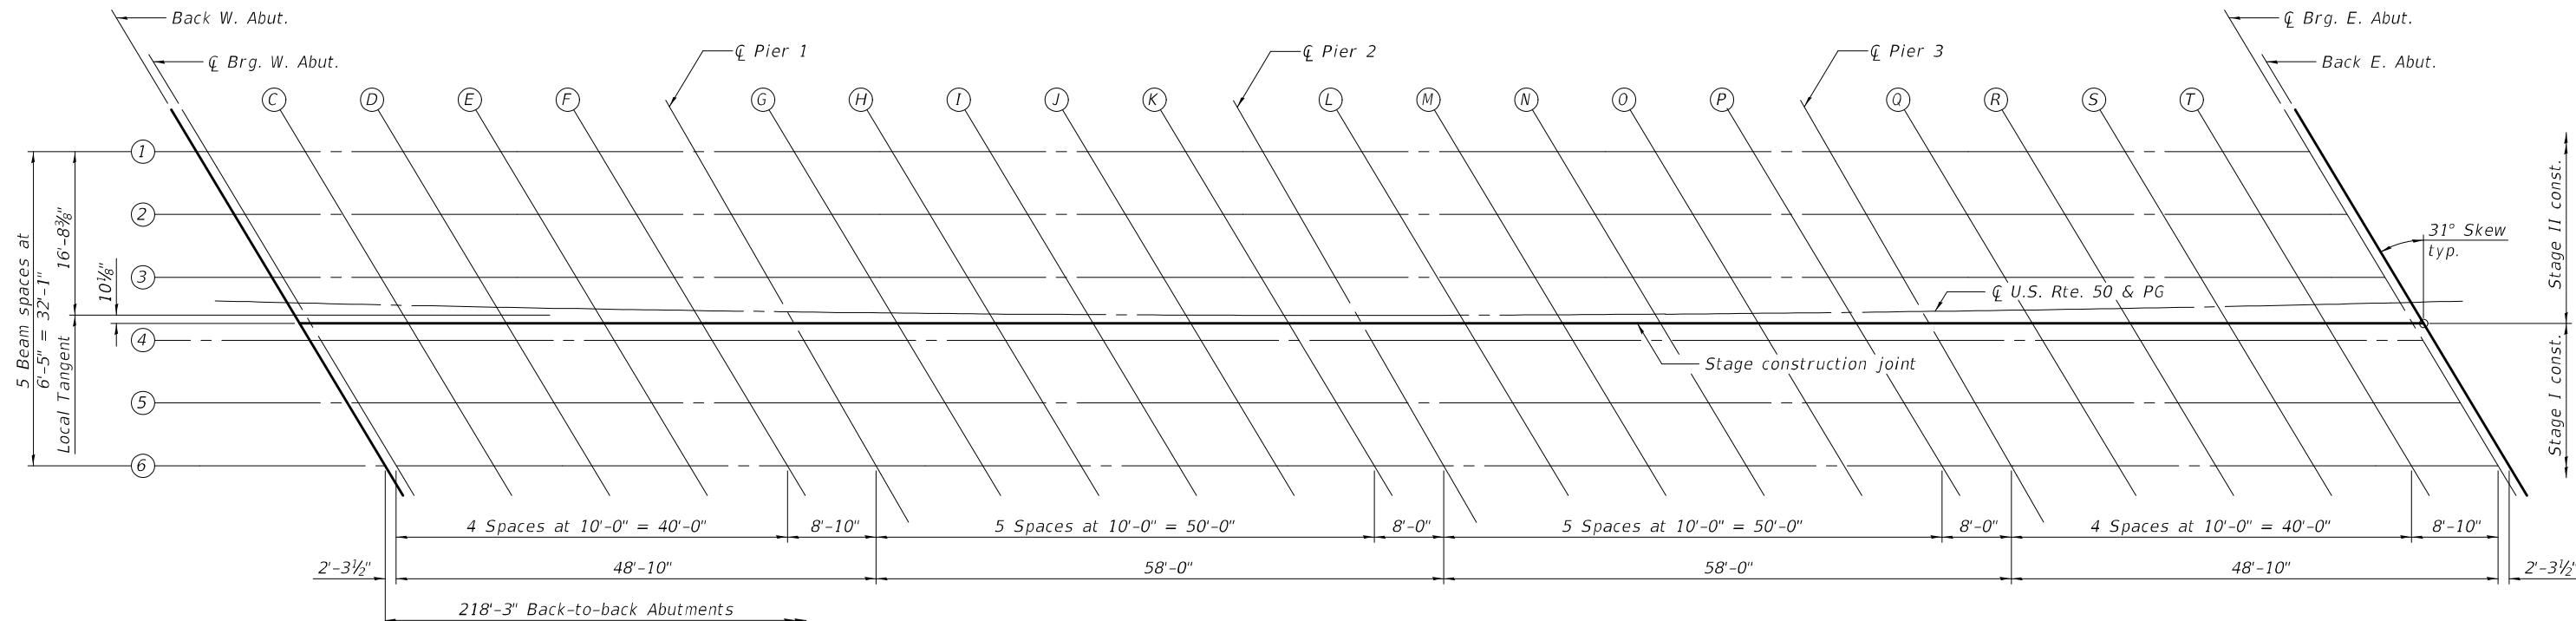 Back W. Abut.
℄ Brg. W. Abut.
℄ Pier 1
℄ Pier 2
℄ Pier 3
℄ Brg. E. Abut.
Back E. Abut.
C D E F G H I J K L M N O P Q R S T
1
2
3
4
5
6
5 Beam spaces at
6'-5" = 32'-1"
16'-8⅜"
Local Tangent
10⅛"
31° Skew
typ.
Stage II const.
Stage I const.
℄ U.S. Rte. 50 & PG
Stage construction joint
4 Spaces at 10'-0" = 40'-0"
8'-10"
5 Spaces at 10'-0" = 50'-0"
8'-0"
5 Spaces at 10'-0" = 50'-0"
8'-0"
4 Spaces at 10'-0" = 40'-0"
8'-10"
2'-3½"
48'-10"
58'-0"
58'-0"
48'-10"
2'-3½"
218'-3" Back-to-back Abutments